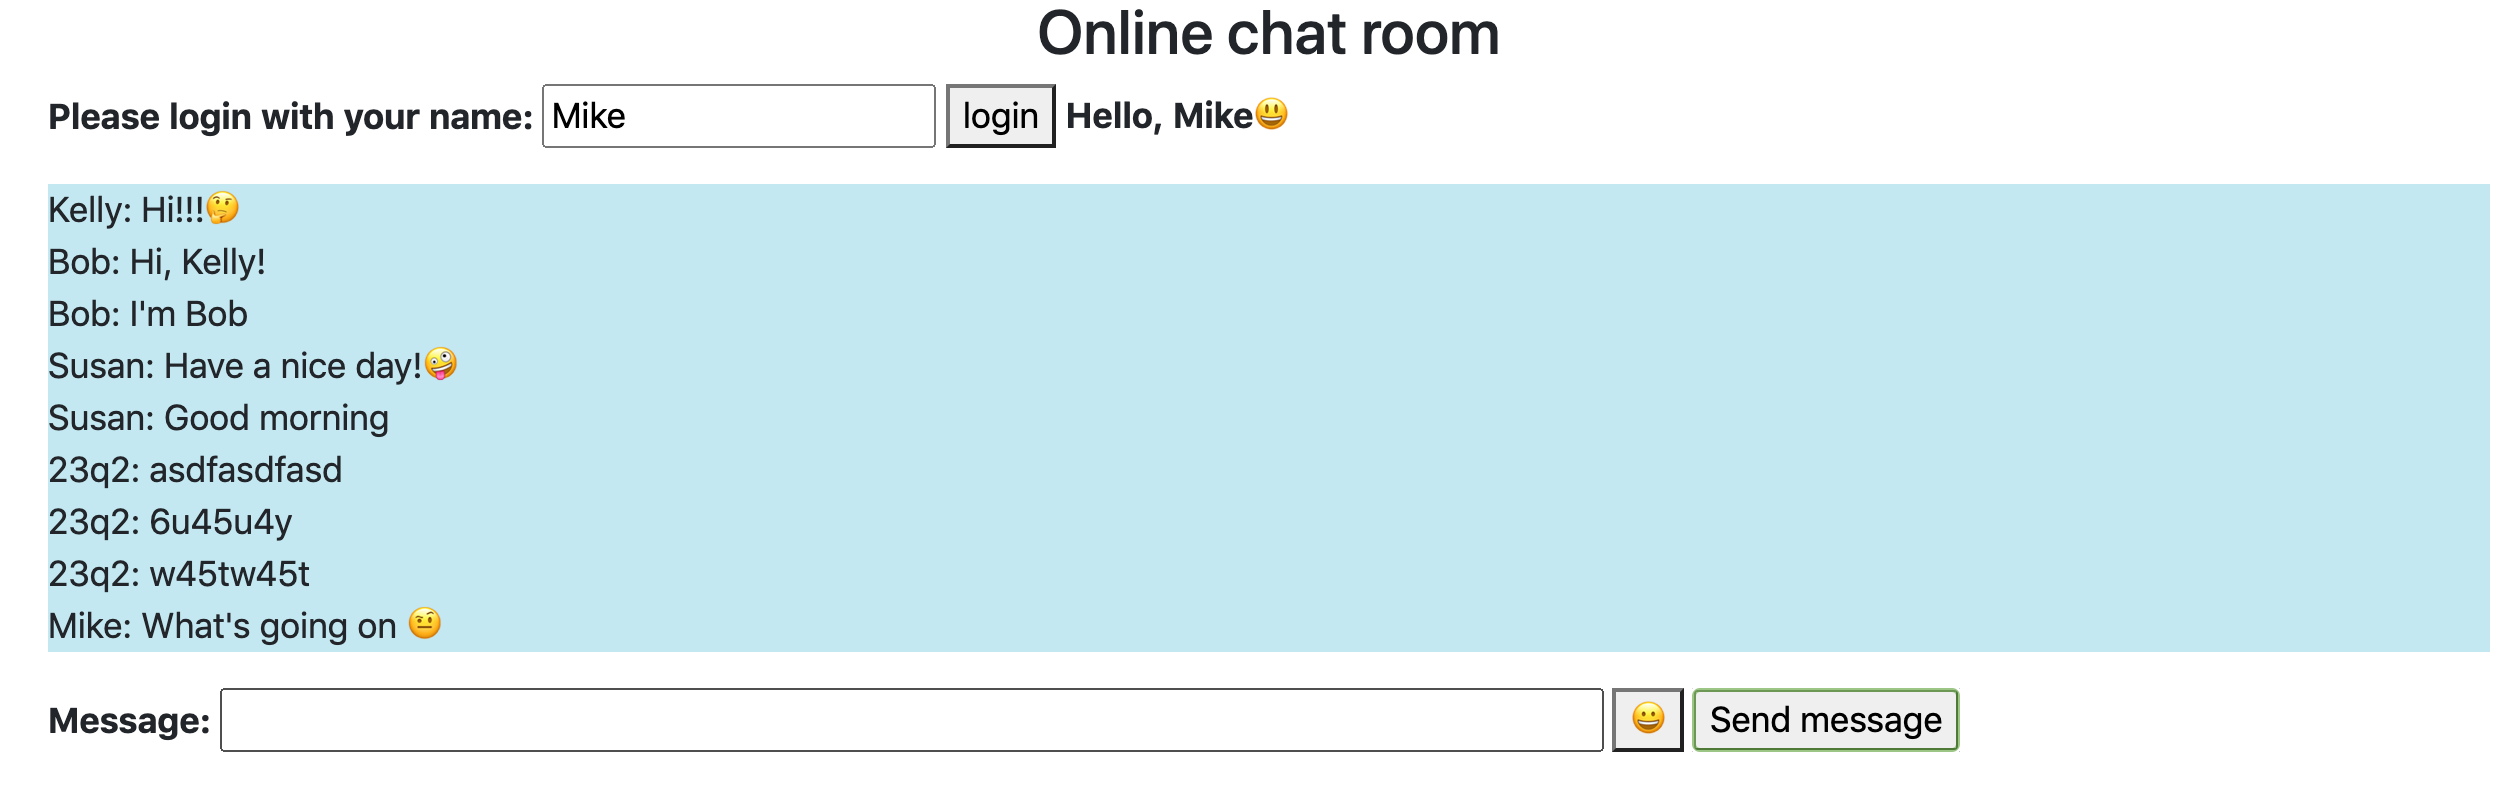 Online chat room
Please login with your name: Mike login Hello, Mike😃
Kelly: Hi!!!🤔
Bob: Hi, Kelly!
Bob: I'm Bob
Susan: Have a nice day!🤪
Susan: Good morning
23q2: asdfasdfasd
23q2: 6u45u4y
23q2: w45tw45t
Mike: What's going on 🤨
Message: 😀 Send message